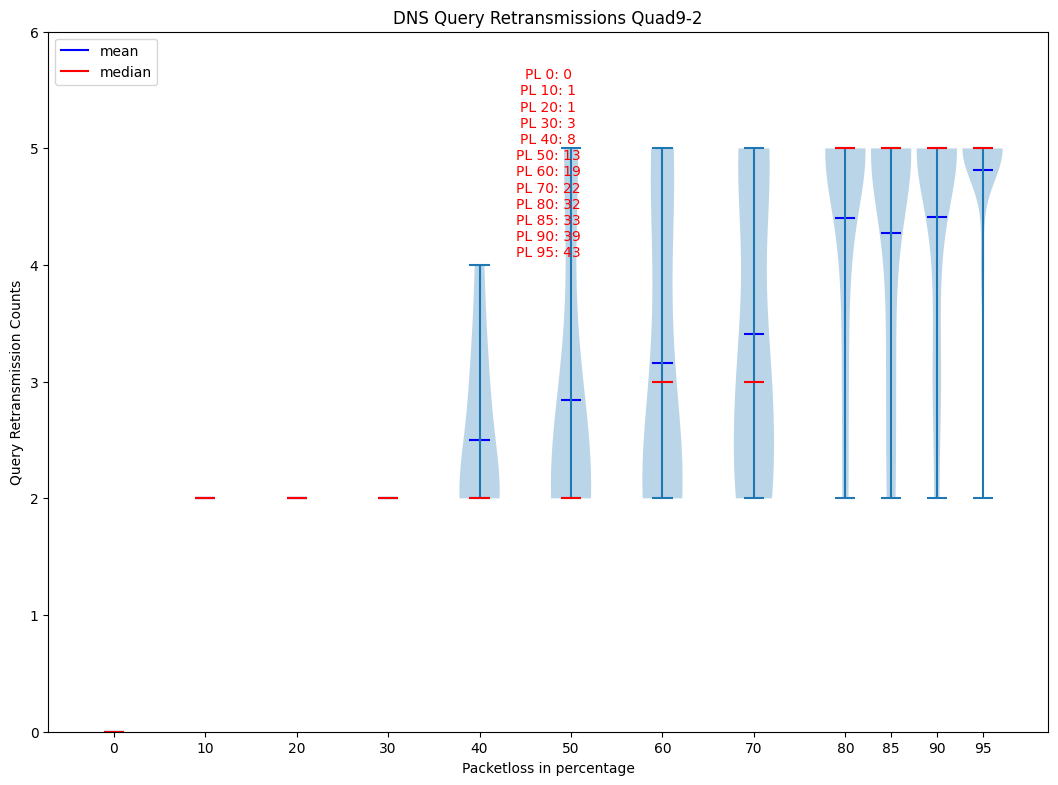 DNS Query Retransmissions Quad9-2
mean
median
PL 0: 0
PL 10: 1
PL 20: 1
PL 30: 3
PL 40: 8
PL 50: 13
PL 60: 19
PL 70: 22
PL 80: 32
PL 85: 33
PL 90: 39
PL 95: 43
Query Retransmission Counts
6
5
4
3
2
1
0
0 10 20 30 40 50 60 70 80 85 90 95
Packetloss in percentage